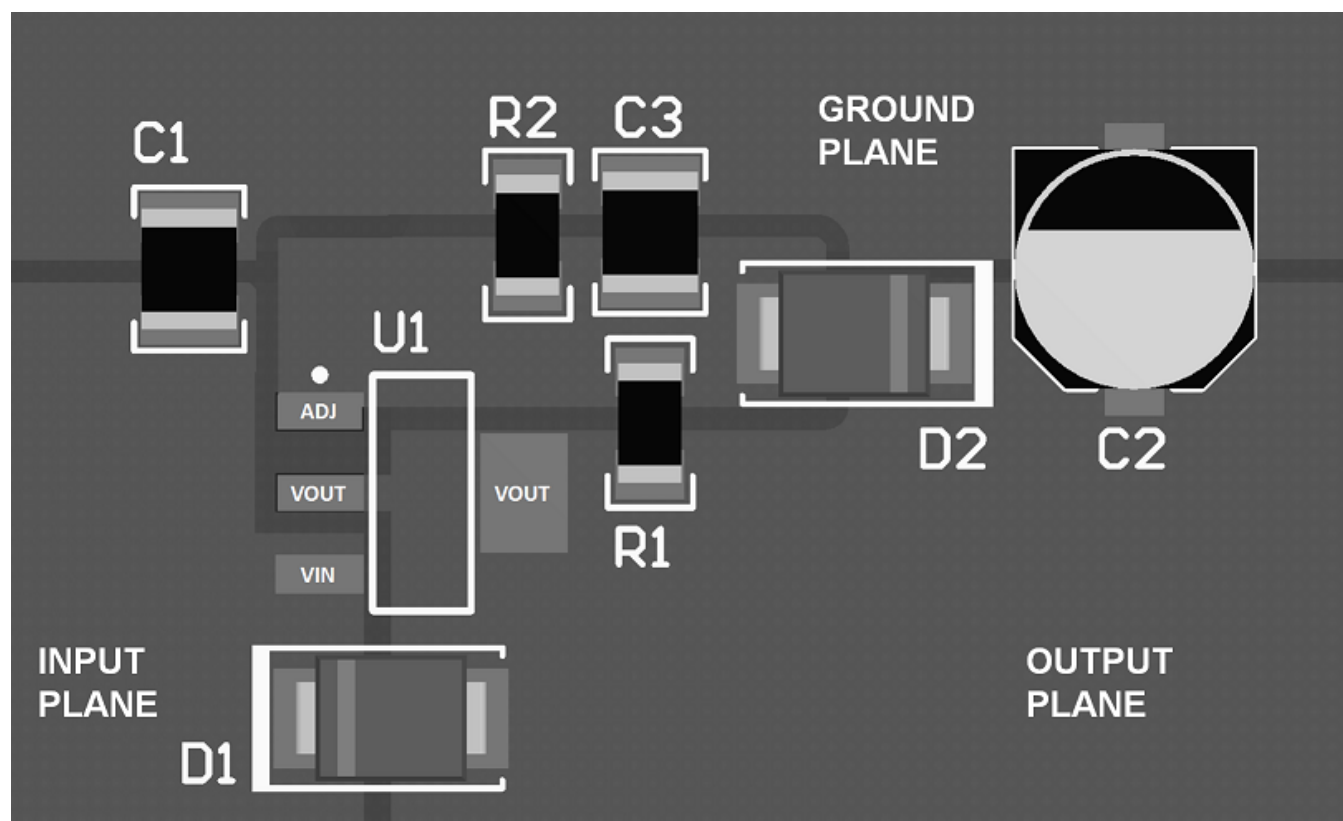 C1
R2
C3
GROUND
PLANE
U1
ADJ
VOUT
VOUT
VIN
D2
C2
R1
INPUT
PLANE
OUTPUT
PLANE
D1